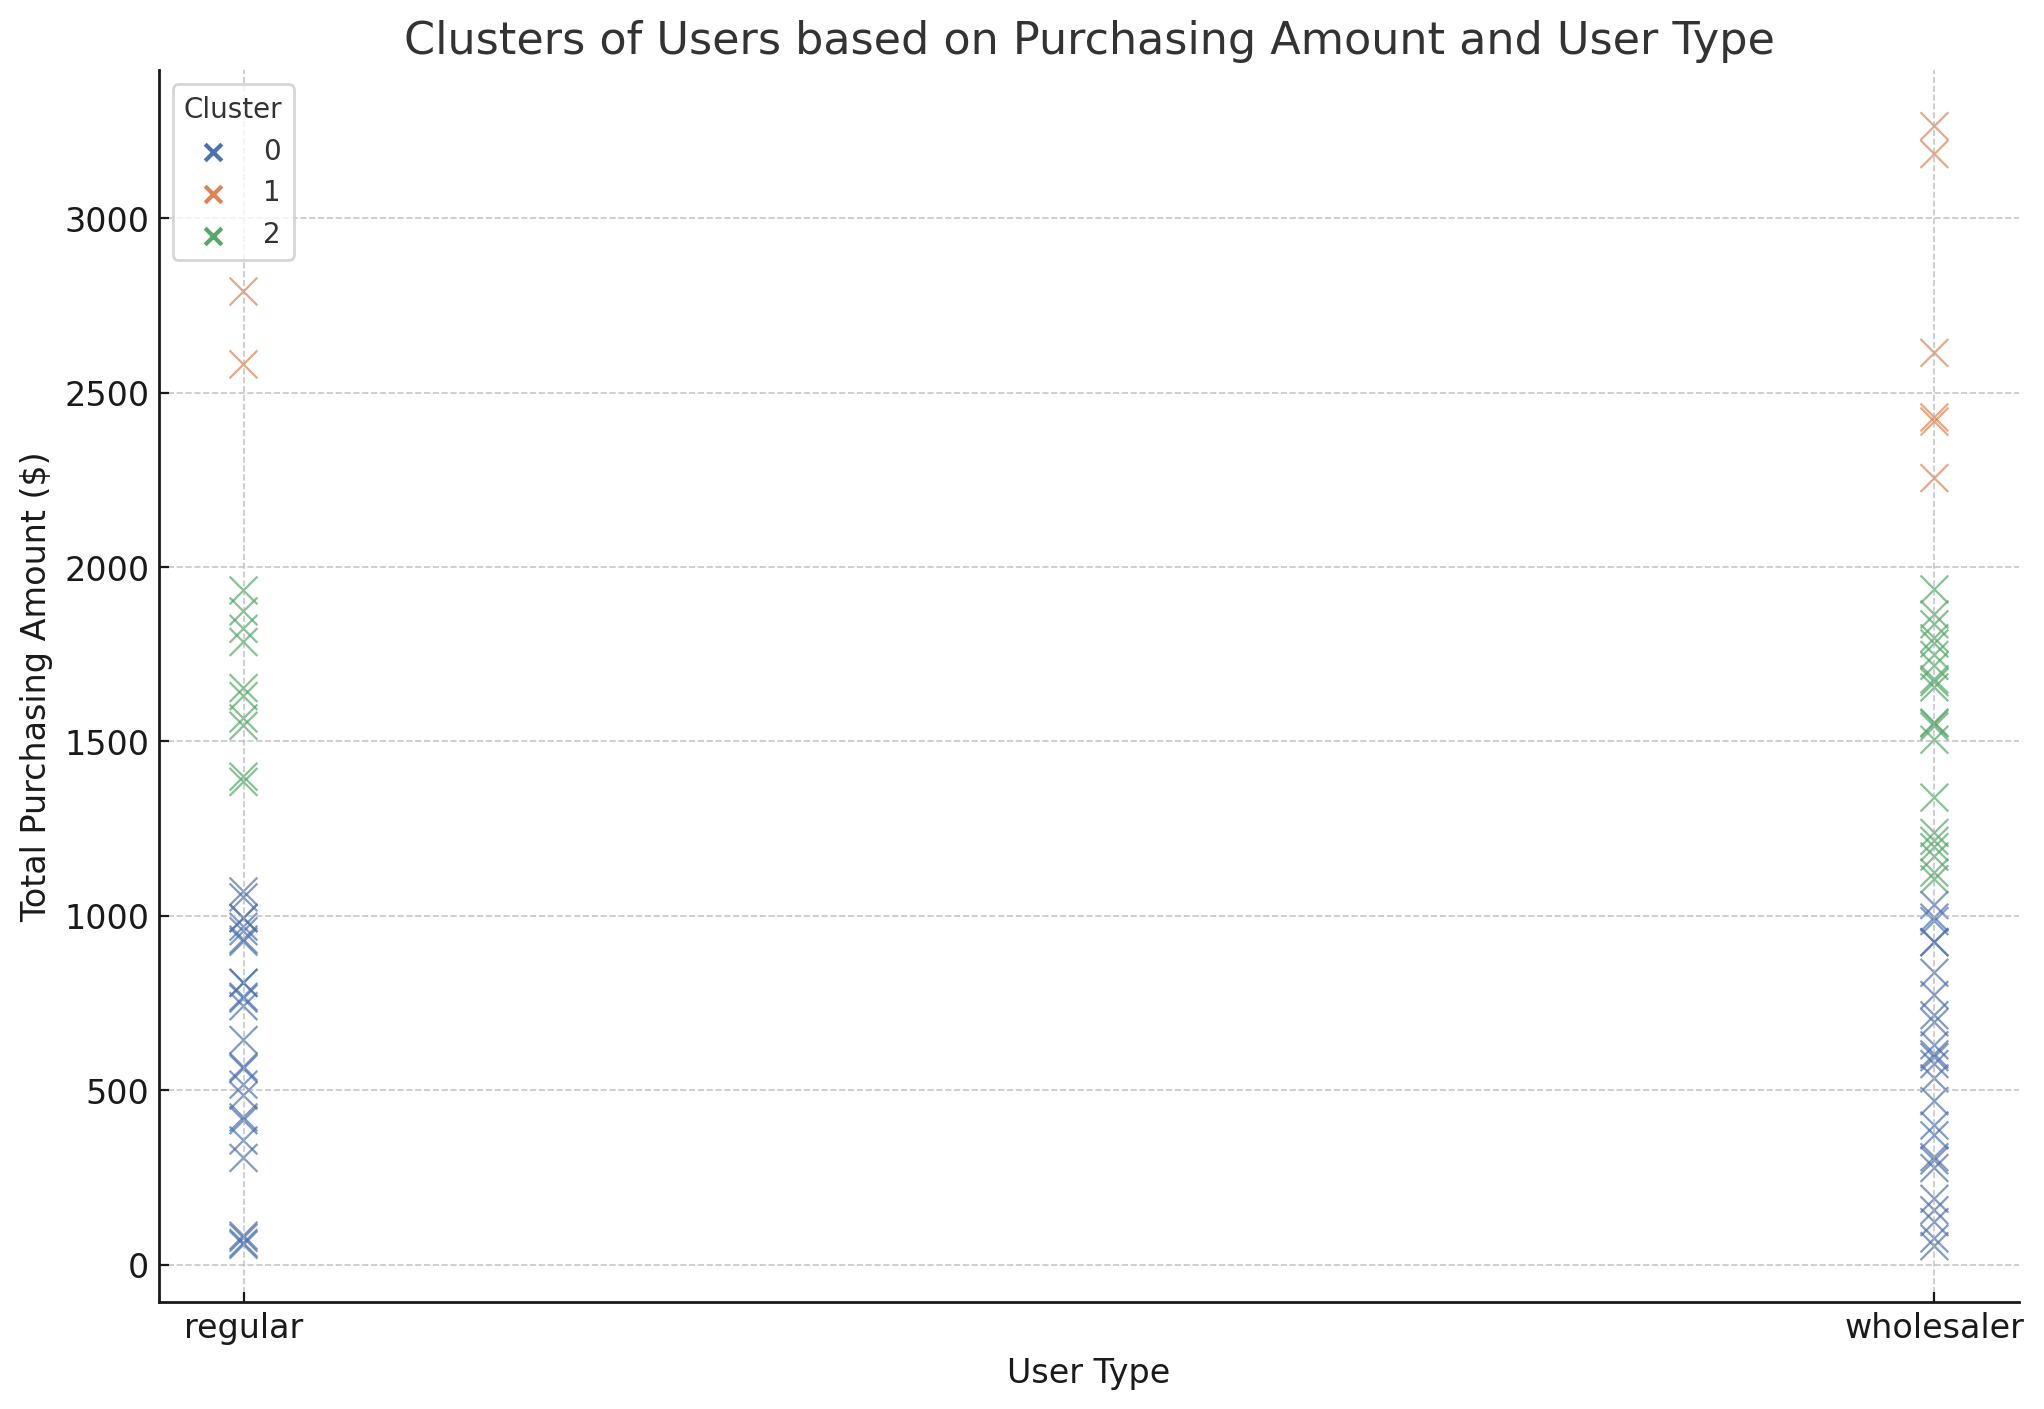 Clusters of Users based on Purchasing Amount and User Type
Cluster
0
1
2
3000
2500
2000
1500
1000
500
0
Total Purchasing Amount ($)
regular
wholesaler
User Type